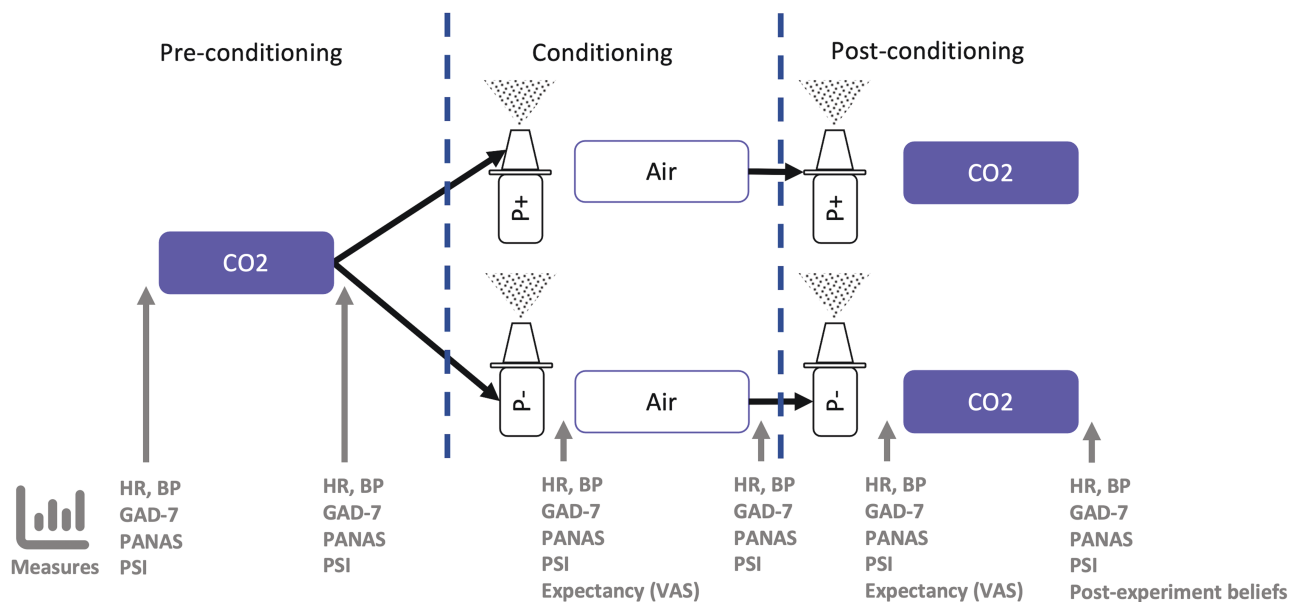 Pre-conditioning
Conditioning
Post-conditioning
P+
Air
P+
CO2
CO2
P-
Air
P-
CO2
Measures
HR, BP
GAD-7
PANAS
PSI
HR, BP
GAD-7
PANAS
PSI
HR, BP
GAD-7
PANAS
PSI
Expectancy (VAS)
HR, BP
GAD-7
PANAS
PSI
HR, BP
GAD-7
PANAS
PSI
Expectancy (VAS)
HR, BP
GAD-7
PANAS
PSI
Post-experiment beliefs